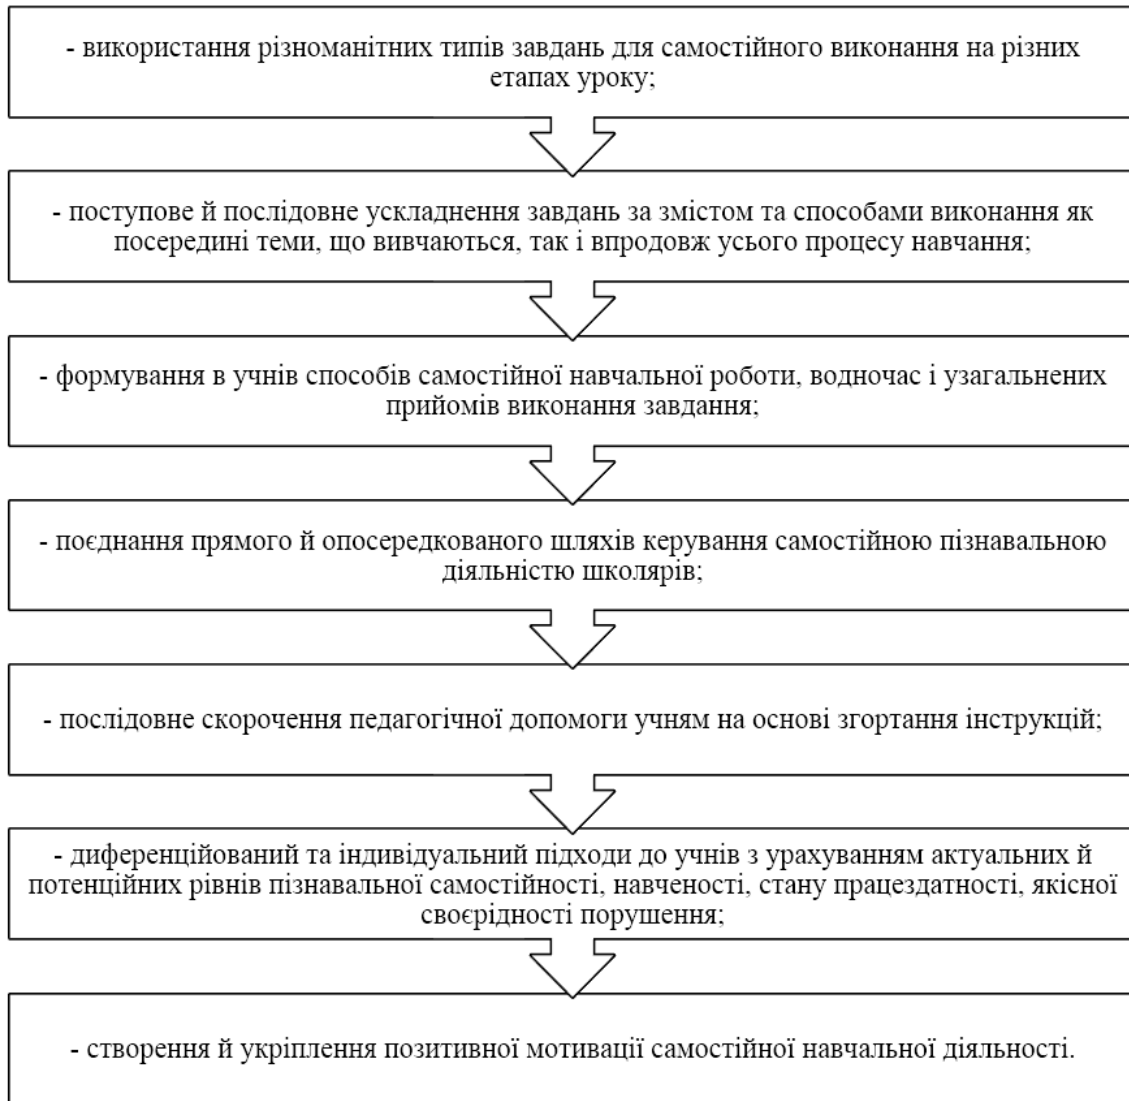 - використання різноманітних типів завдань для самостійного виконання на різних
етапах уроку;
- поступове й послідовне ускладнення завдань за змістом та способами виконання як
посередині теми, що вивчаються, так і впродовж усього процесу навчання;
- формування в учнів способів самостійної навчальної роботи, водночас і узагальнених
прийомів виконання завдання;
- поєднання прямого й опосередкованого шляхів керування самостійною пізнавальною
діяльністю школярів;
- послідовне скорочення педагогічної допомоги учням на основі згортання інструкцій;
- диференційований та індивідуальний підходи до учнів з урахуванням актуальних й
потенційних рівнів пізнавальної самостійності, навченості, стану працездатності, якісної
своєрідності порушення;
- створення й укріплення позитивної мотивації самостійної навчальної діяльності.